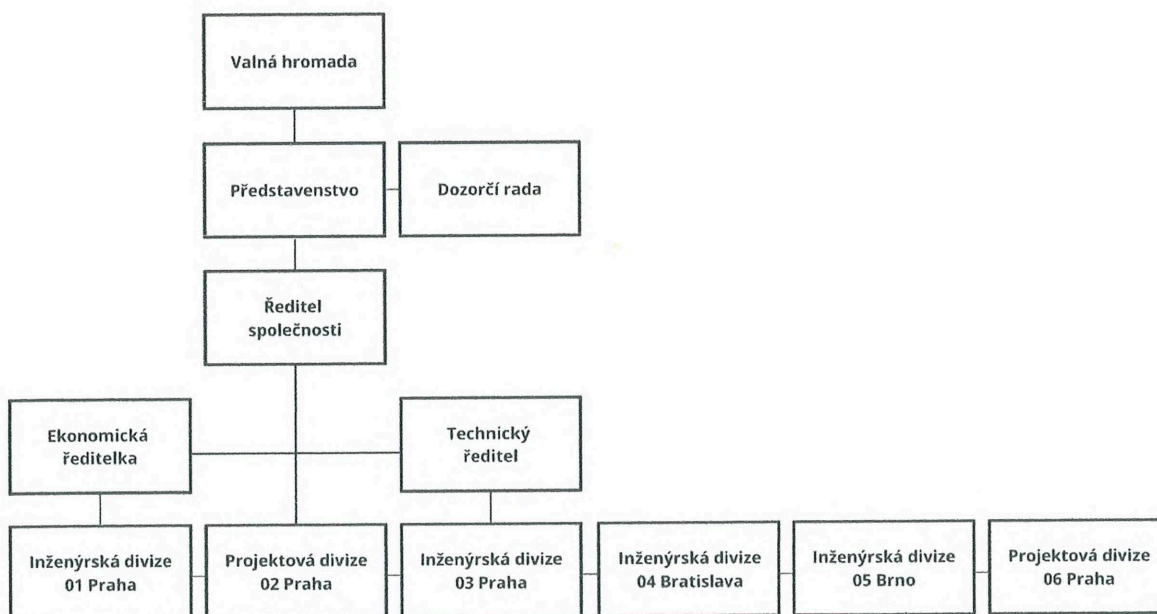 Valná hromada
Představenstvo
Dozorčí rada
Ředitel
společnosti
Ekonomická
ředitelka
Technický
ředitel
Inženýrská divize
01 Praha
Projektová divize
02 Praha
Inženýrská divize
03 Praha
Inženýrská divize
04 Bratislava
Inženýrská divize
05 Brno
Projektová divize
06 Praha